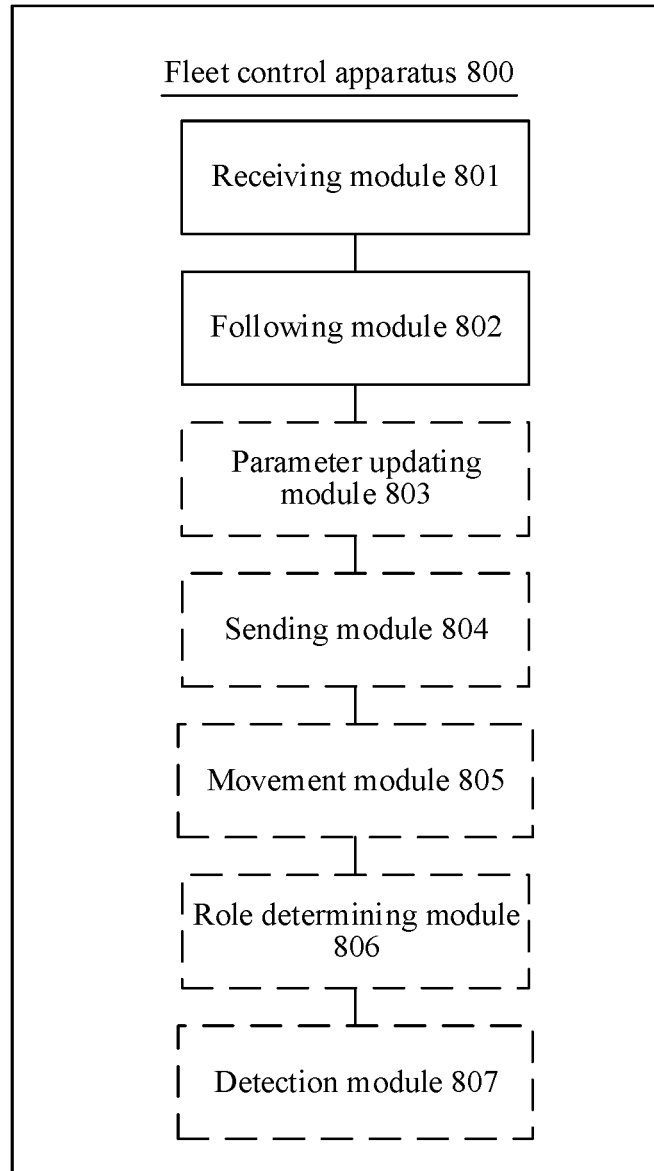 Fleet control apparatus 800
Receiving module 801
Following module 802
Parameter updating
module 803
Sending module 804
Movement module 805
Role determining module
806
Detection module 807